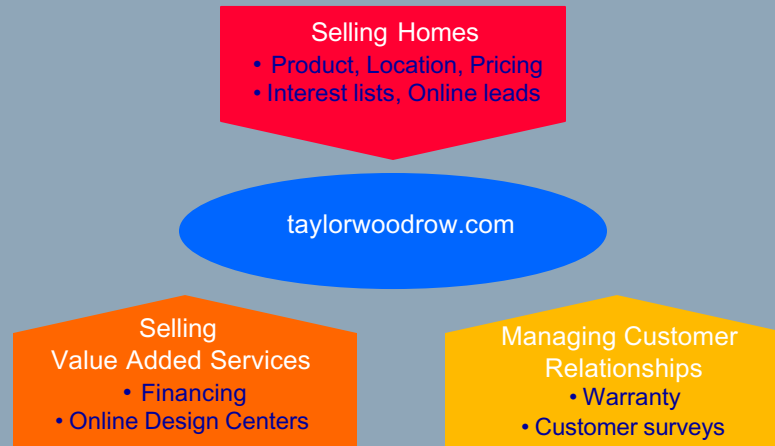 Selling Homes
• Product, Location, Pricing
• Interest lists, Online leads
taylorwoodrow.com
Selling
Value Added Services
• Financing
• Online Design Centers
Managing Customer
Relationships
• Warranty
• Customer surveys